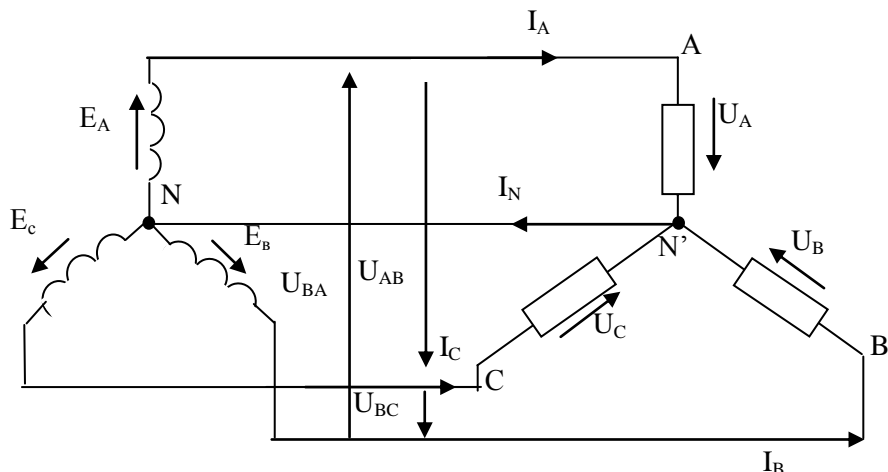 I_A
A
E_A
U_A
N
I_N
E_c
E_в
N’
U_B
U_BA
U_AB
U_C
I_C
B
C
U_BC
I_B